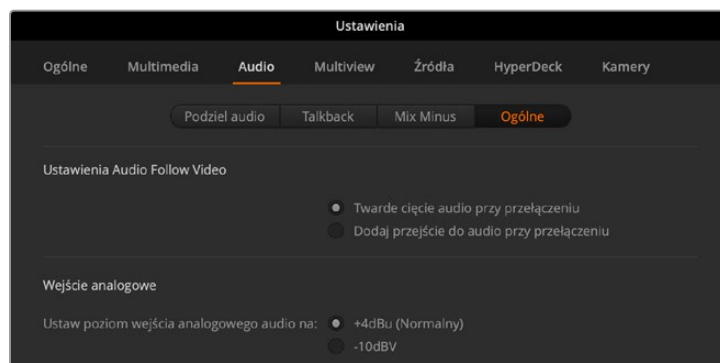 Ustawienia
Ogólne Multimedia Audio Multiview Źródła HyperDeck Kamery
Podziel audio Talkback Mix Minus Ogólne
Ustawienia Audio Follow Video
Twarde cięcie audio przy przełączeniu
Dodaj przejście do audio przy przełączeniu
Wejście analogowe
Ustaw poziom wejścia analogowego audio na: +4dBu (Normalny)
-10dBV